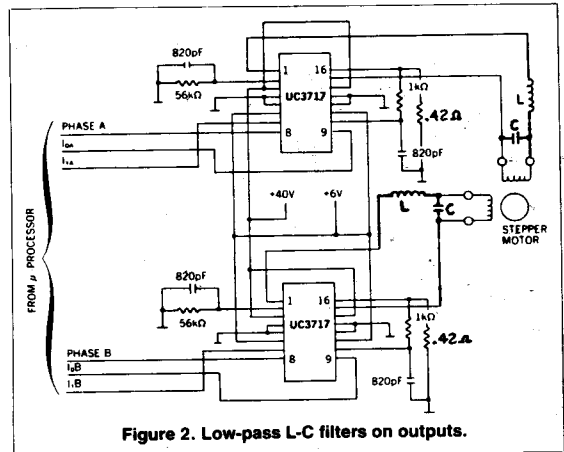 820pF
56kΩ
1 16
UC3717
8 9
1kΩ
.42Ω
820pF
L
C
PHASE A
I₀A
I₁A
FROM μ PROCESSOR
+40V +6V
L
C
STEPPER
MOTOR
820pF
56kΩ
1 16
UC3717
8 9
1kΩ
.42Ω
820pF
PHASE B
I₀B
I₁B
Figure 2. Low-pass L-C filters on outputs.